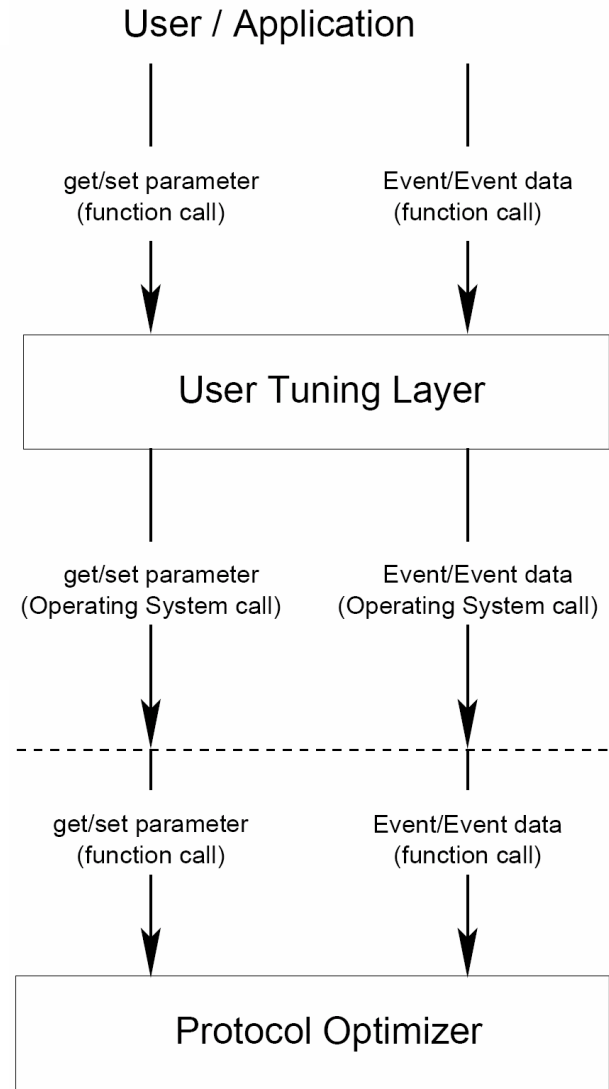 User / Application
get/set parameter
(function call)
Event/Event data
(function call)
User Tuning Layer
get/set parameter
(Operating System call)
Event/Event data
(Operating System call)
get/set parameter
(function call)
Event/Event data
(function call)
Protocol Optimizer